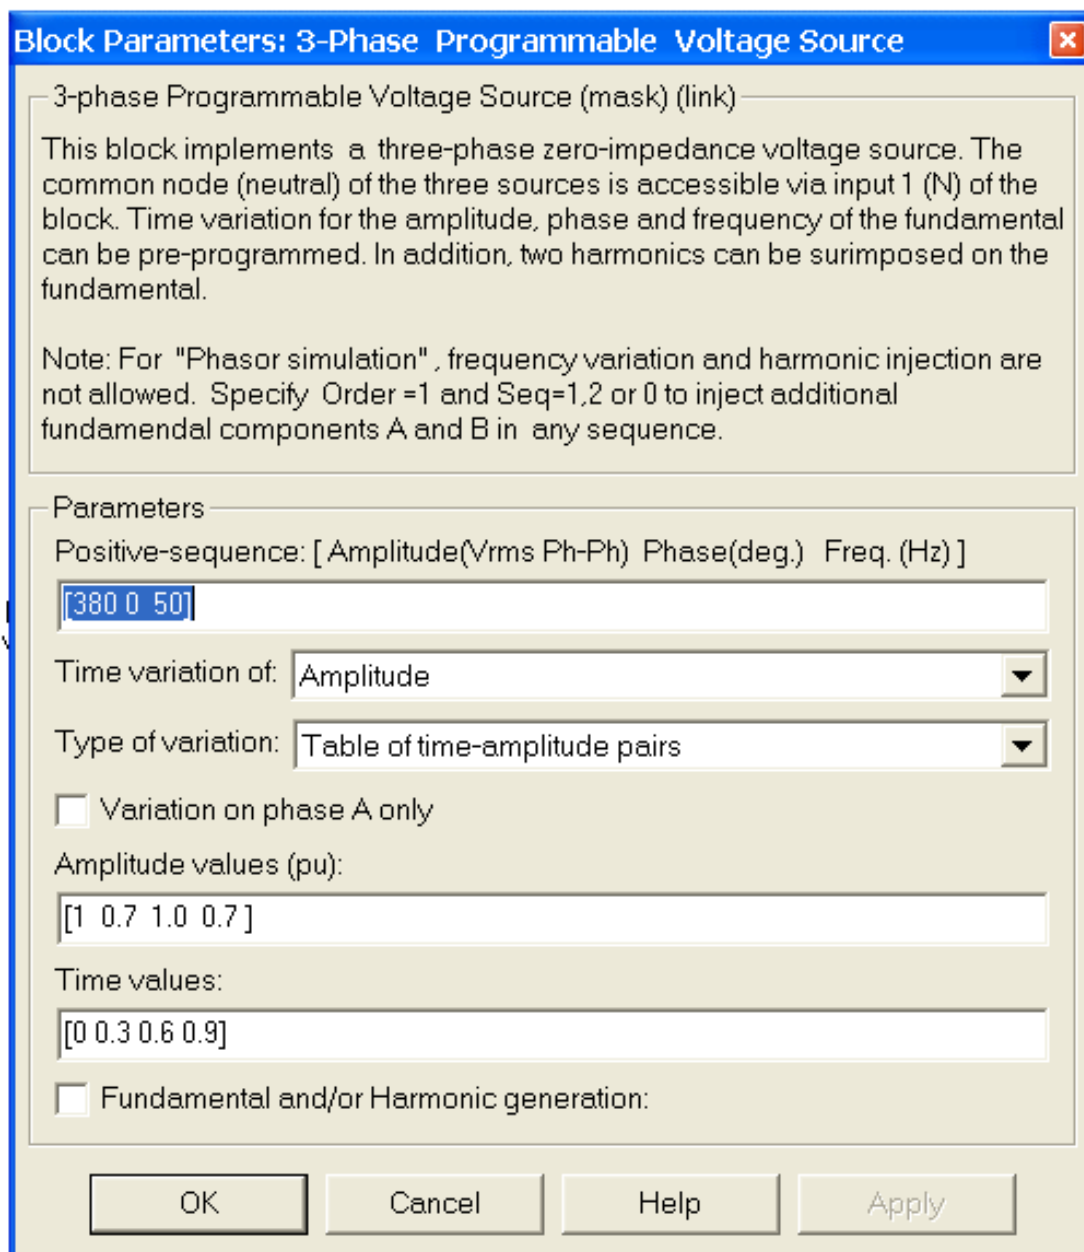 Block Parameters: 3-Phase Programmable Voltage Source
3-phase Programmable Voltage Source (mask) (link)
This block implements a three-phase zero-impedance voltage source. The
common node (neutral) of the three sources is accessible via input 1 (N) of the
block. Time variation for the amplitude, phase and frequency of the fundamental
can be pre-programmed. In addition, two harmonics can be surimposed on the
fundamental.
Note: For "Phasor simulation", frequency variation and harmonic injection are
not allowed. Specify Order =1 and Seq=1,2 or 0 to inject additional
fundamendal components A and B in any sequence.
Parameters
Positive-sequence: [ Amplitude(Vrms Ph-Ph) Phase(deg.) Freq. (Hz) ]
[380 0 50]
Time variation of: Amplitude
Type of variation: Table of time-amplitude pairs
Variation on phase A only
Amplitude values (pu):
[1 0.7 1.0 0.7 ]
Time values:
[0 0.3 0.6 0.9]
Fundamental and/or Harmonic generation:
OK Cancel Help Apply